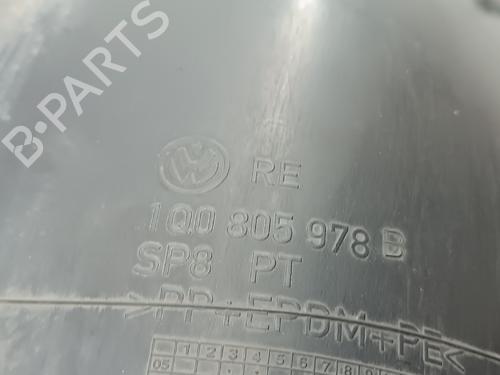 B-PARTS
RE
1Q0 805 978 B
SP8 PT
>PP+EPDM+PE<
1 2 3 4 5 6 7 8 9
05